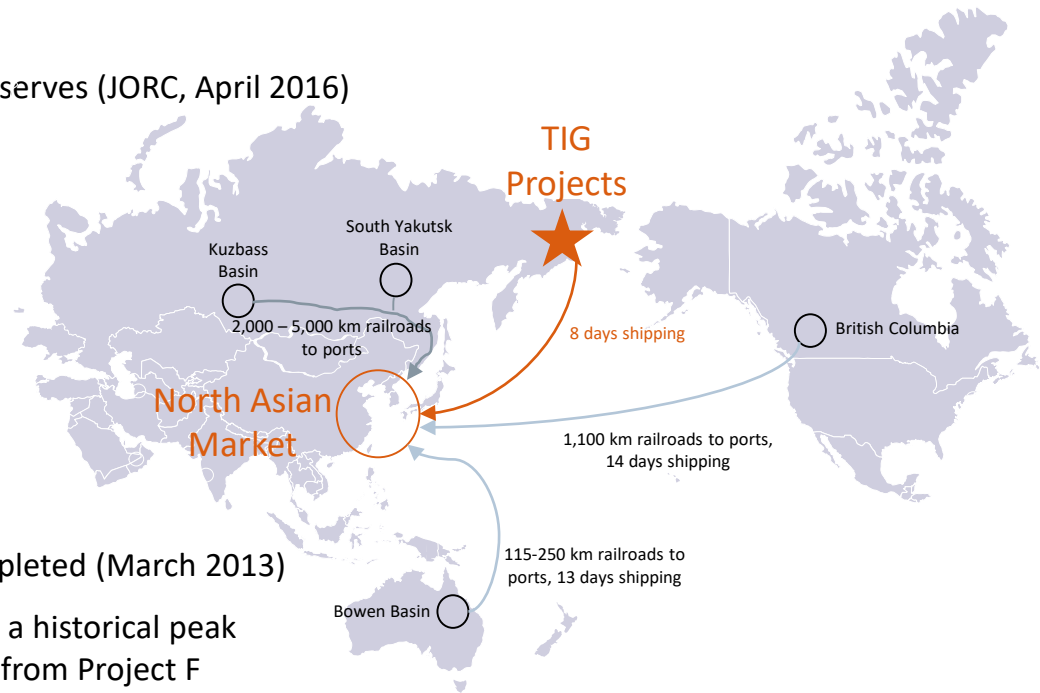 serves (JORC, April 2016)
TIG
Projects
South Yakutsk
Basin
Kuzbass
Basin
2,000 – 5,000 km railroads
to ports
8 days shipping
British Columbia
North Asian
Market
1,100 km railroads to ports,
14 days shipping
115-250 km railroads to
ports, 13 days shipping
pleted (March 2013)
Bowen Basin
a historical peak
from Project F